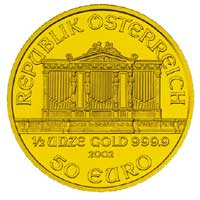 REPUBLIK ÖSTERREICH
1/2 UNZE GOLD 999.9
2002
50 EURO